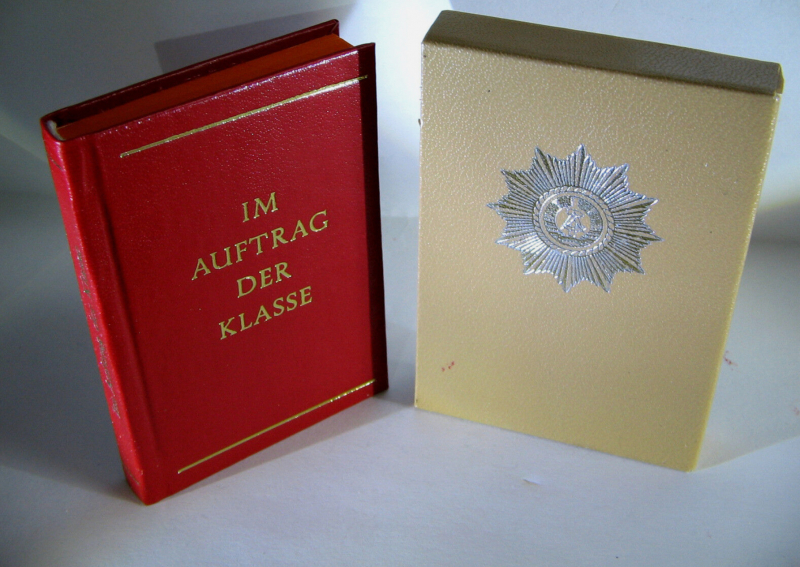 IM
AUFTRAG
DER
KLASSE